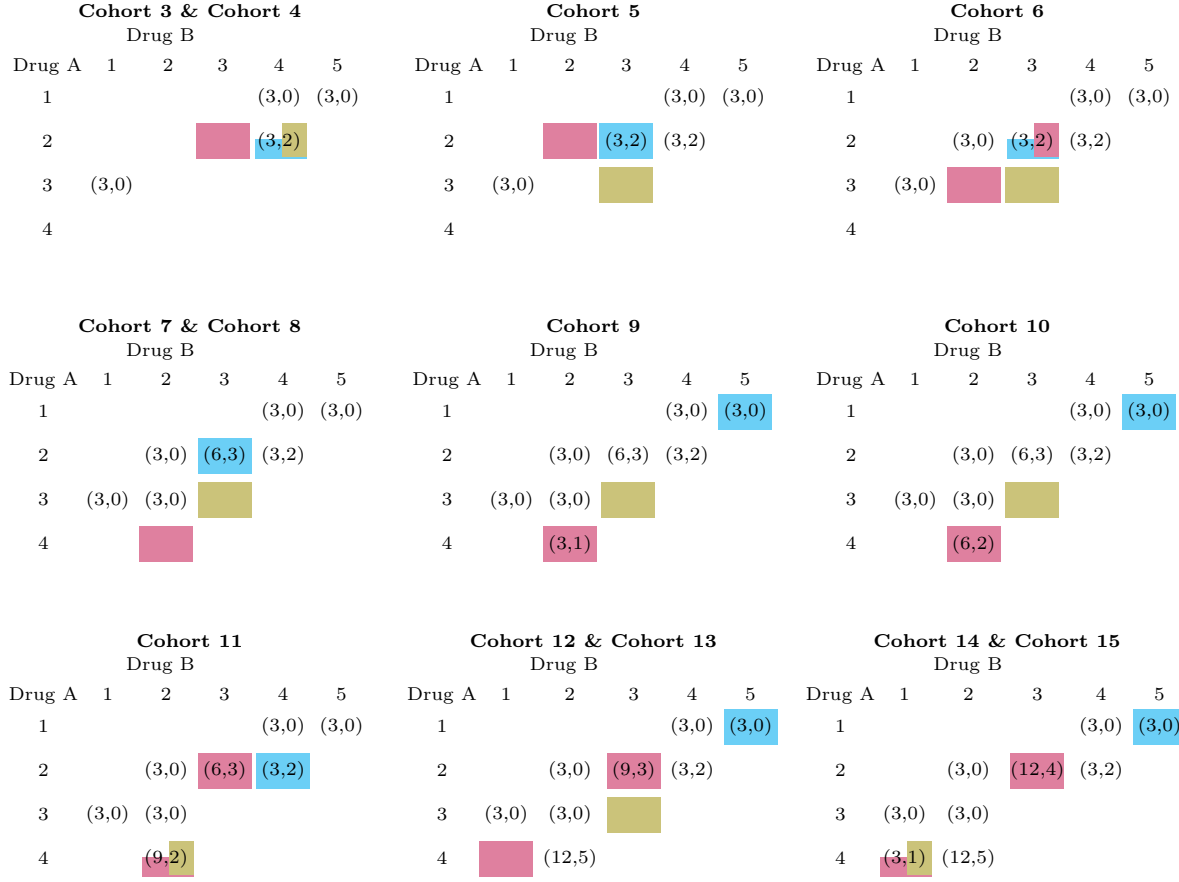 Cohort 3 & Cohort 4
Drug B
Drug A 1 2 3 4 5
1 (3,0) (3,0)
2 (3,2)
3 (3,0)
4
Cohort 5
Drug B
Drug A 1 2 3 4 5
1 (3,0) (3,0)
2 (3,2) (3,2)
3 (3,0)
4
Cohort 6
Drug B
Drug A 1 2 3 4 5
1 (3,0) (3,0)
2 (3,0) (3,2) (3,2)
3 (3,0)
4
Cohort 7 & Cohort 8
Drug B
Drug A 1 2 3 4 5
1 (3,0) (3,0)
2 (3,0) (6,3) (3,2)
3 (3,0) (3,0)
4
Cohort 9
Drug B
Drug A 1 2 3 4 5
1 (3,0) (3,0)
2 (3,0) (6,3) (3,2)
3 (3,0) (3,0)
4 (3,1)
Cohort 10
Drug B
Drug A 1 2 3 4 5
1 (3,0) (3,0)
2 (3,0) (6,3) (3,2)
3 (3,0) (3,0)
4 (6,2)
Cohort 11
Drug B
Drug A 1 2 3 4 5
1 (3,0) (3,0)
2 (3,0) (6,3) (3,2)
3 (3,0) (3,0)
4 (9,2)
Cohort 12 & Cohort 13
Drug B
Drug A 1 2 3 4 5
1 (3,0) (3,0)
2 (3,0) (9,3) (3,2)
3 (3,0) (3,0)
4 (12,5)
Cohort 14 & Cohort 15
Drug B
Drug A 1 2 3 4 5
1 (3,0) (3,0)
2 (3,0) (12,4) (3,2)
3 (3,0) (3,0)
4 (3,1) (12,5)